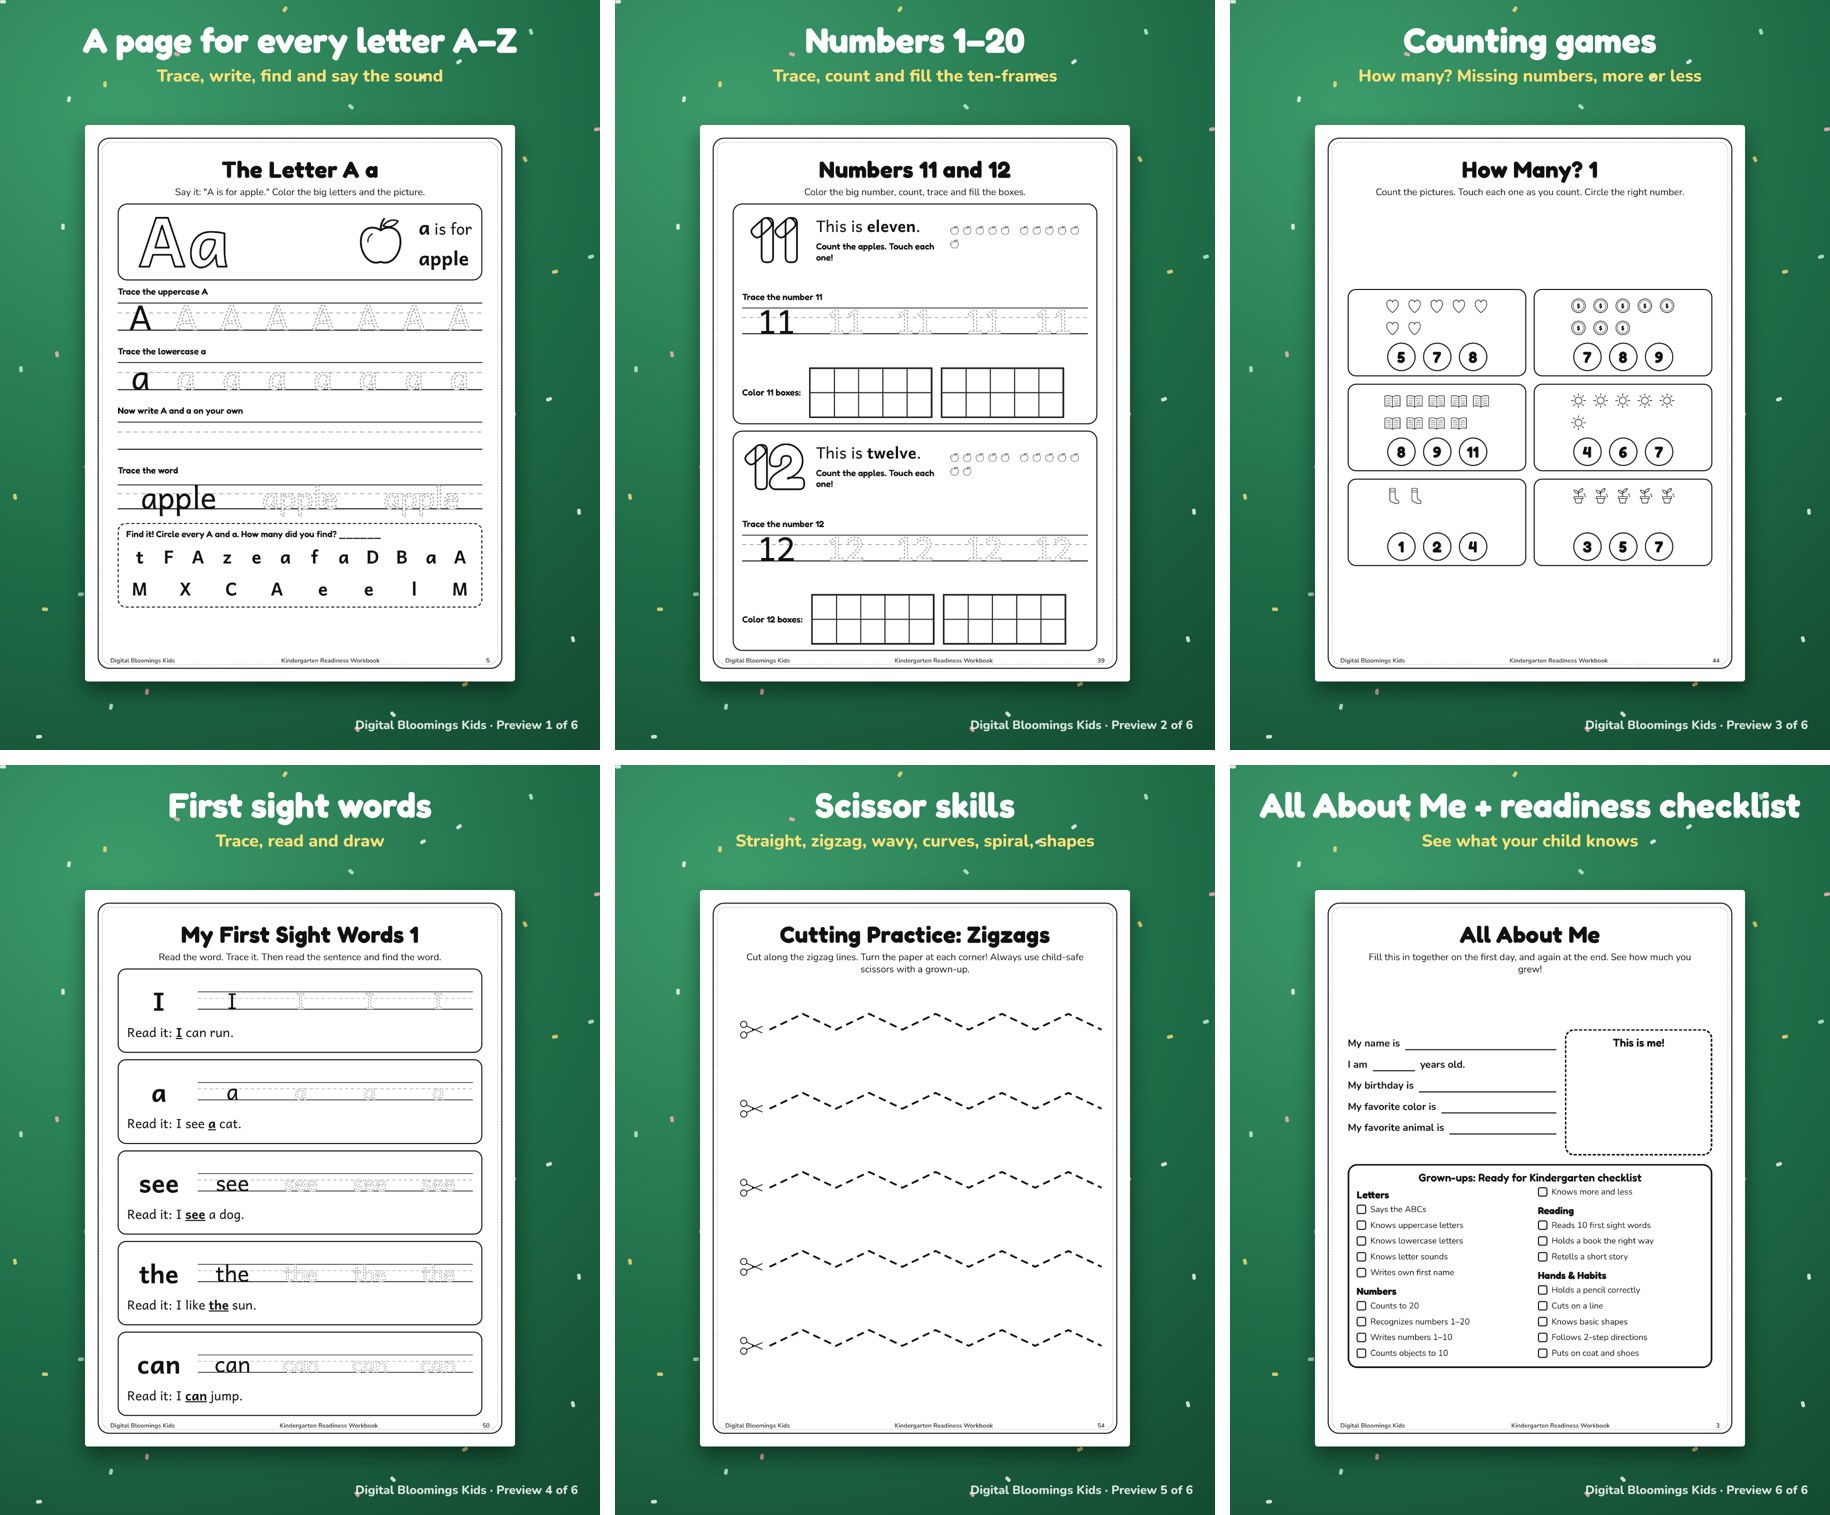 A page for every letter A–Z
Trace, write, find and say the sound
The Letter A a
Say it: "A is for apple." Color the big letters and the picture.
Aa
a is for
apple
Trace the uppercase A
A A A A A A A A
Trace the lowercase a
a a a a a a a a
Now write A and a on your own
Trace the word
apple apple apple
Find it! Circle every A and a. How many did you find? ______
t F A z e a f a D B a A
M X C A e e l M
Digital Bloomings Kids Kindergarten Readiness Workbook 5
Digital Bloomings Kids · Preview 1 of 6
Numbers 1–20
Trace, count and fill the ten-frames
Numbers 11 and 12
Color the big number, count, trace and fill the boxes.
11
This is eleven.
Count the apples. Touch each
one!
Trace the number 11
11 11 11 11 11
Color 11 boxes:
12
This is twelve.
Count the apples. Touch each
one!
Trace the number 12
12 12 12 12 12
Color 12 boxes:
Digital Bloomings Kids Kindergarten Readiness Workbook 39
Digital Bloomings Kids · Preview 2 of 6
Counting games
How many? Missing numbers, more or less
How Many? 1
Count the pictures. Touch each one as you count. Circle the right number.
5 7 8
7 8 9
8 9 11
4 6 7
1 2 4
3 5 7
Digital Bloomings Kids Kindergarten Readiness Workbook 44
Digital Bloomings Kids · Preview 3 of 6
First sight words
Trace, read and draw
My First Sight Words 1
Read the word. Trace it. Then read the sentence and find the word.
I I I I I
Read it: I can run.
a a a a a
Read it: I see a cat.
see see see see see
Read it: I see a dog.
the the the the the
Read it: I like the sun.
can can can can can
Read it: I can jump.
Digital Bloomings Kids Kindergarten Readiness Workbook 50
Digital Bloomings Kids · Preview 4 of 6
Scissor skills
Straight, zigzag, wavy, curves, spiral, shapes
Cutting Practice: Zigzags
Cut along the zigzag lines. Turn the paper at each corner! Always use child-safe
scissors with a grown-up.
Digital Bloomings Kids Kindergarten Readiness Workbook 54
Digital Bloomings Kids · Preview 5 of 6
All About Me + readiness checklist
See what your child knows
All About Me
Fill this in together on the first day, and again at the end. See how much you
grew!
My name is
I am ______ years old.
My birthday is
My favorite color is
My favorite animal is
This is me!
Grown-ups: Ready for Kindergarten checklist
Letters
Says the ABCs
Knows uppercase letters
Knows lowercase letters
Knows letter sounds
Writes own first name
Numbers
Counts to 20
Recognizes numbers 1–20
Writes numbers 1–10
Counts objects to 10
Knows more and less
Reading
Reads 10 first sight words
Holds a book the right way
Retells a short story
Hands & Habits
Holds a pencil correctly
Cuts on a line
Knows basic shapes
Follows 2-step directions
Puts on coat and shoes
Digital Bloomings Kids Kindergarten Readiness Workbook 3
Digital Bloomings Kids · Preview 6 of 6